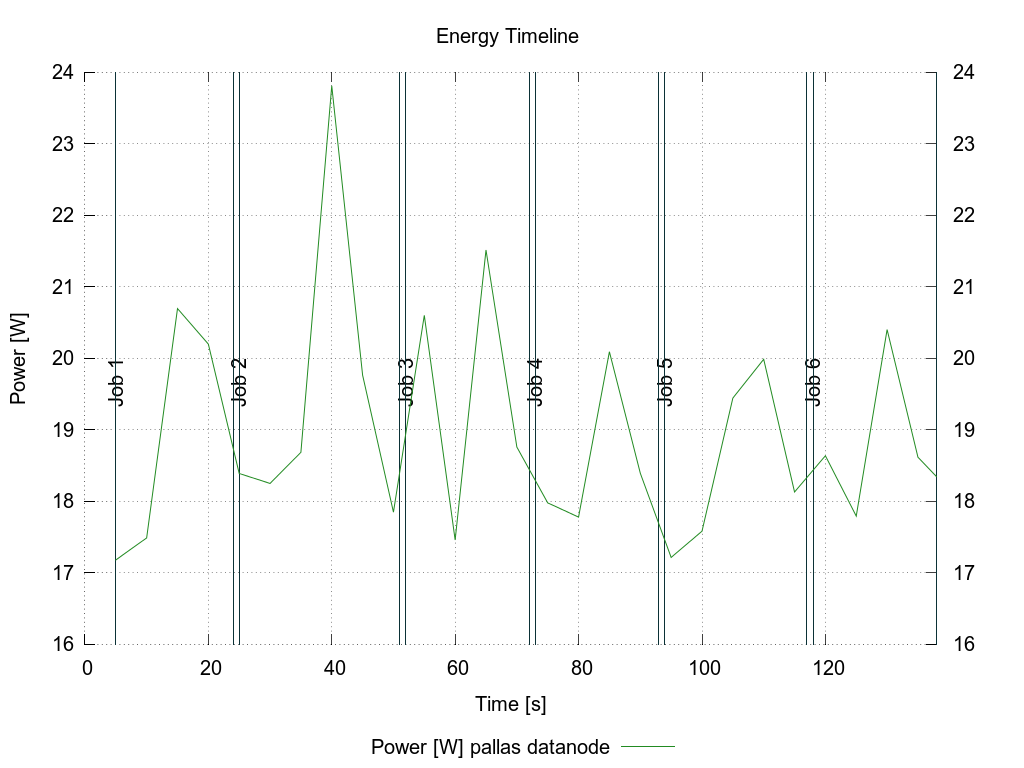 Energy Timeline
24
23
22
21
20
19
18
17
16
24
23
22
21
20
19
18
17
16
Power [W]
Job 1
Job 2
Job 3
Job 4
Job 5
Job 6
0 20 40 60 80 100 120
Time [s]
Power [W] pallas datanode